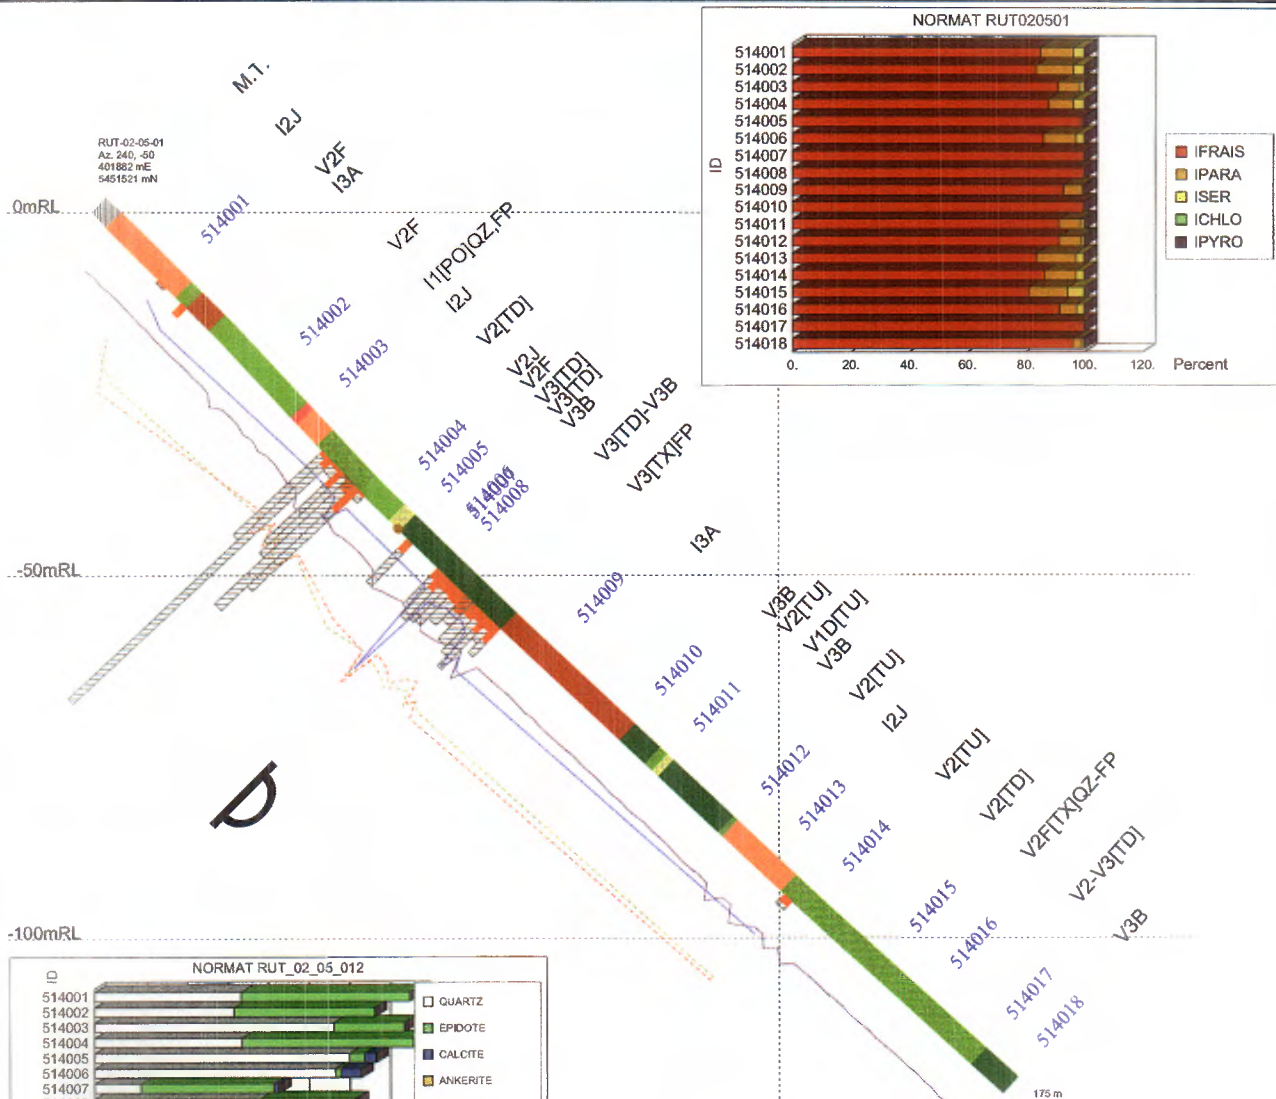 NORMAT RUT020501
ID
514001
514002
514003
514004
514005
514006
514007
514008
514009
514010
514011
514012
514013
514014
514015
514016
514017
514018
0. 20. 40. 60. 80. 100. 120. Percent
IFRAIS
IPARA
ISER
ICHLO
IPYRO
RUT-02-05-01
Az. 240, -50
401882 mE
5451521 mN
0mRL
-50mRL
-100mRL
M.T.
I2J
V2F
I3A
V2F
I1[PO]QZ,FP
I2J
V2[TD]
V2J
V2F
V3[TD]
V3[TD]
V3B
V3[TD]-V3B
V3[TX]FP
I3A
V3B
V2[TU]
V1D[TU]
V3B
V2[TU]
I2J
V2[TU]
V2[TD]
V2F[TX]QZ-FP
V2-V3[TD]
V3B
514001
514002
514003
514004
514005
514006
514007
514008
514009
514010
514011
514012
514013
514014
514015
514016
514017
514018
175 m
D
NORMAT RUT_02_05_012
ID
514001
514002
514003
514004
514005
514006
514007
QUARTZ
EPIDOTE
CALCITE
ANKERITE